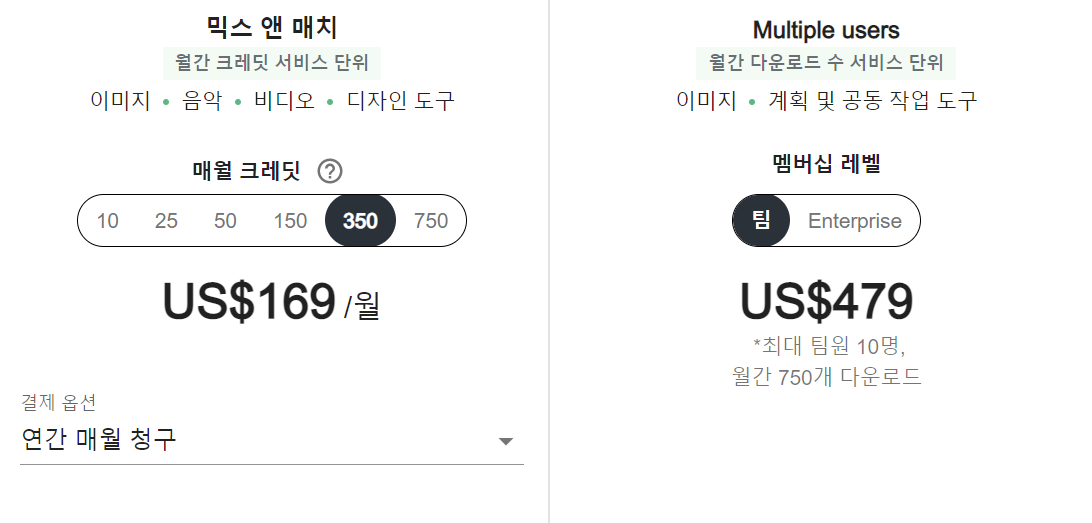 믹스 앤 매치
월간 크레딧 서비스 단위
이미지 • 음악 • 비디오 • 디자인 도구
매월 크레딧 ?
10 25 50 150 350 750
US$169 /월
결제 옵션
연간 매월 청구
Multiple users
월간 다운로드 수 서비스 단위
이미지 • 계획 및 공동 작업 도구
멤버십 레벨
팀 Enterprise
US$479
*최대 팀원 10명,
월간 750개 다운로드